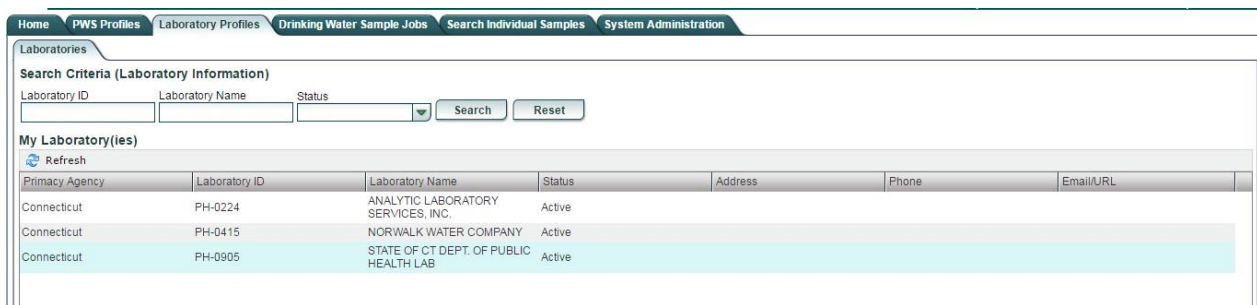 Home PWS Profiles Laboratory Profiles Drinking Water Sample Jobs Search Individual Samples System Administration
Laboratories
Search Criteria (Laboratory Information)
Laboratory ID Laboratory Name Status
Search Reset
My Laboratory(ies)
Refresh
Primacy Agency Laboratory ID Laboratory Name Status Address Phone Email/URL
Connecticut PH-0224 ANALYTIC LABORATORY SERVICES, INC. Active
Connecticut PH-0415 NORWALK WATER COMPANY Active
Connecticut PH-0905 STATE OF CT DEPT. OF PUBLIC HEALTH LAB Active